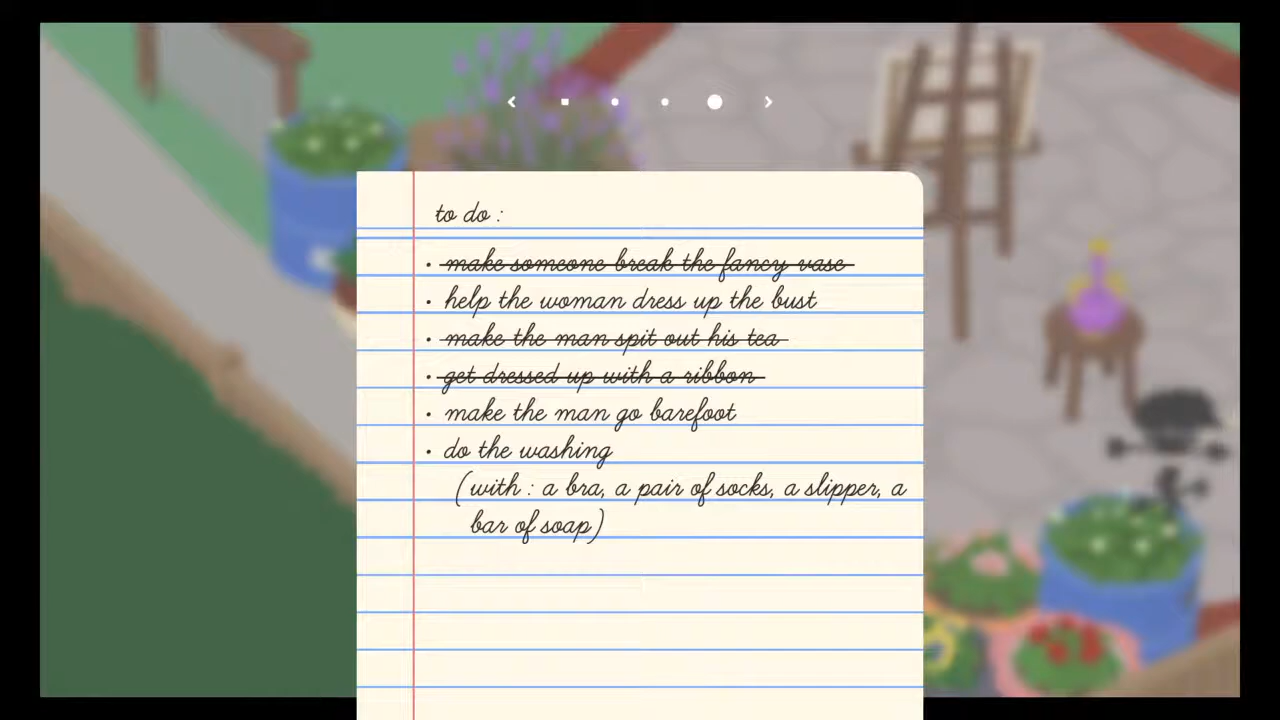 to do :
• make someone break the fancy vase
• help the woman dress up the bust
• make the man spit out his tea
• get dressed up with a ribbon
• make the man go barefoot
• do the washing
(with : a bra, a pair of socks, a slipper, a
bar of soap)